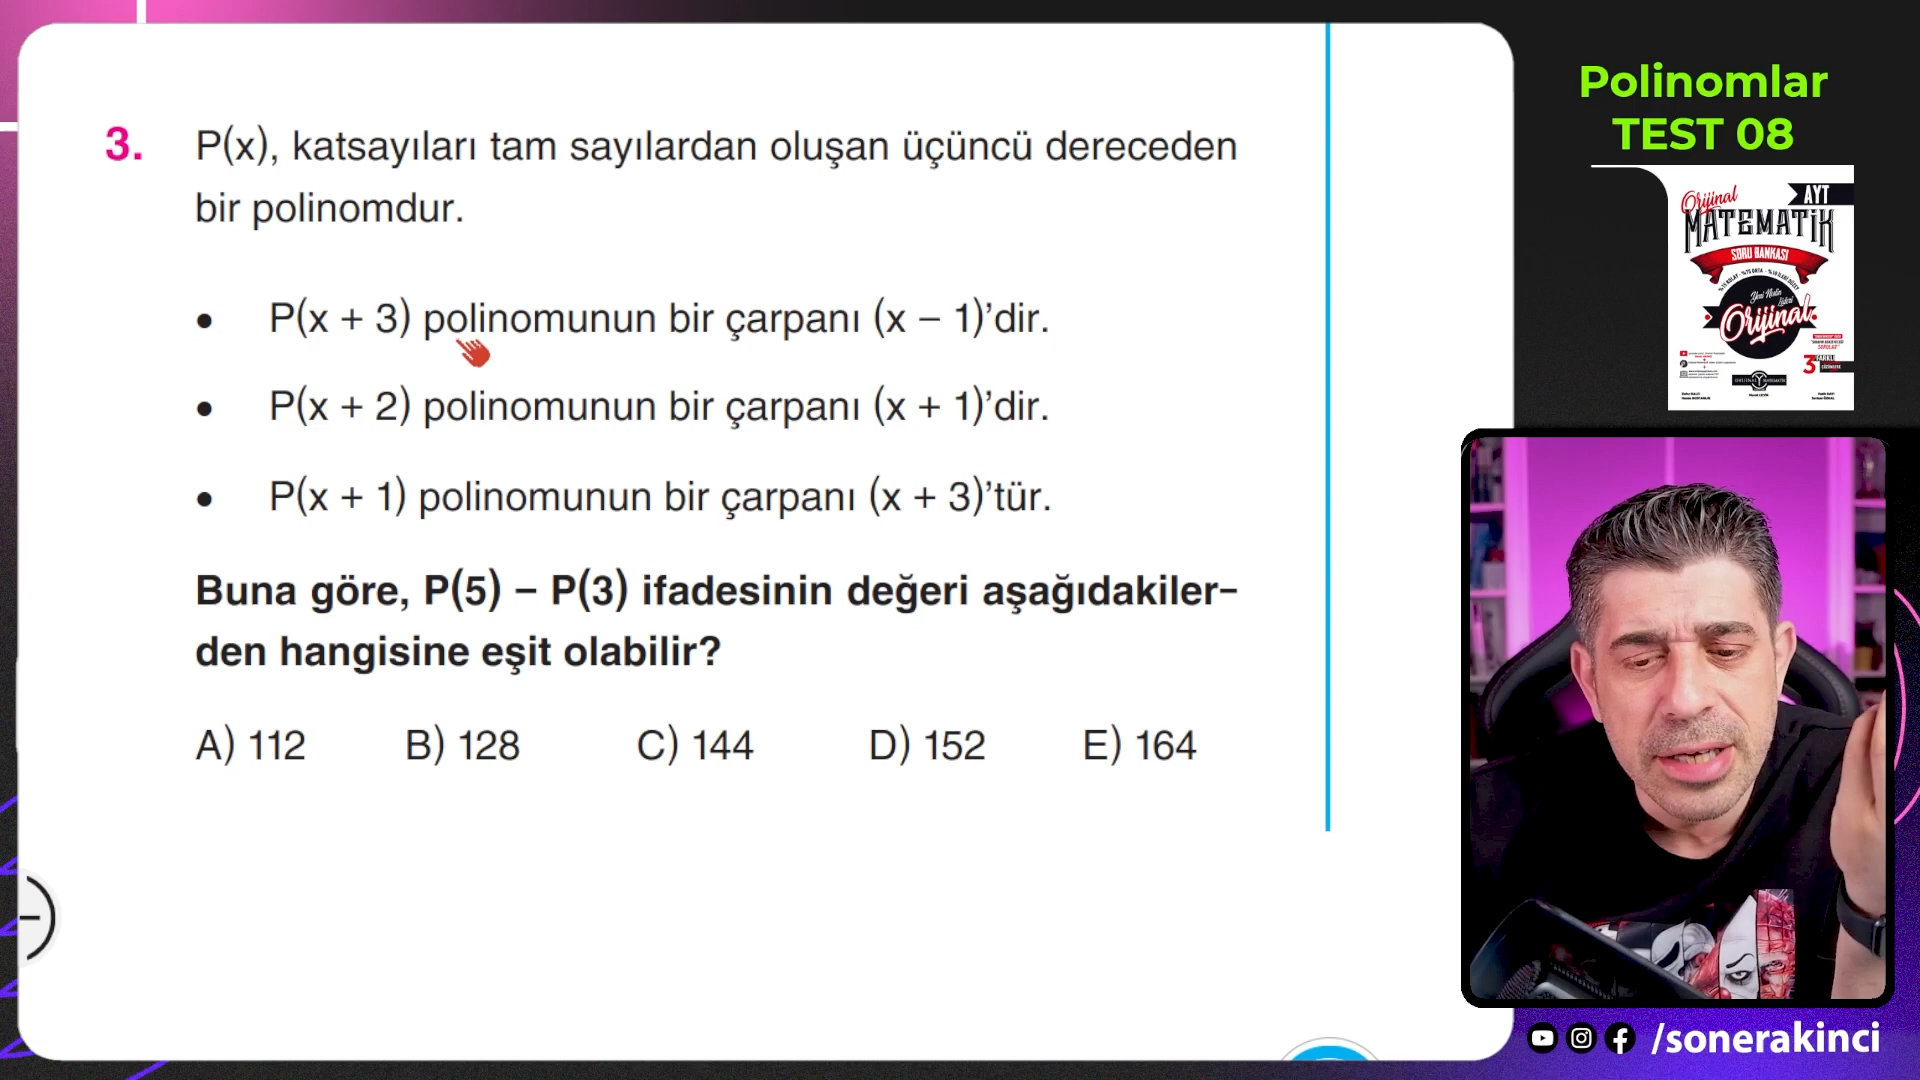 3. P(x), katsayıları tam sayılardan oluşan üçüncü dereceden
bir polinomdur.
• P(x + 3) polinomunun bir çarpanı (x – 1)’dir.
• P(x + 2) polinomunun bir çarpanı (x + 1)’dir.
• P(x + 1) polinomunun bir çarpanı (x + 3)’tür.
Buna göre, P(5) – P(3) ifadesinin değeri aşağıdakiler-
den hangisine eşit olabilir?
A) 112 B) 128 C) 144 D) 152 E) 164
Polinomlar
TEST 08
Orijinal
AYT
MATEMATİK
SORU BANKASI
Orijinal
/sonerakinci